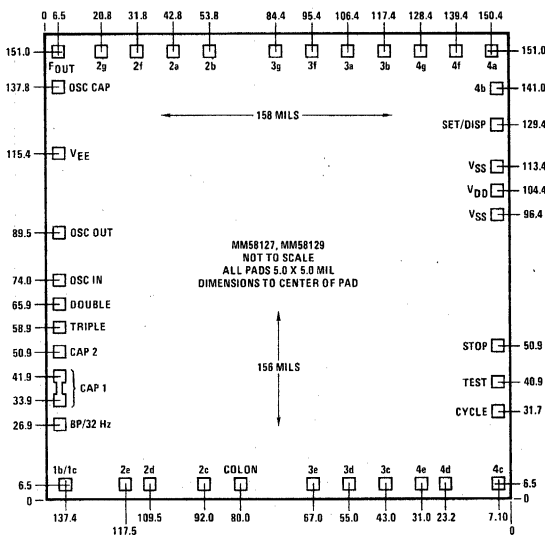 0 6.5 20.8 31.8 42.8 53.8 84.4 95.4 106.4 117.4 128.4 139.4 150.4
151.0 151.0
FOUT 2g 2f 2a 2b 3g 3f 3a 3b 4g 4f 4a
137.8 OSC CAP 4b 141.0
158 MILS
SET/DISP 129.4
115.4 VEE
VSS 113.4
VDD 104.4
VSS 96.4
89.5 OSC OUT
MM58127, MM58129
NOT TO SCALE
ALL PADS 5.0 X 5.0 MIL
DIMENSIONS TO CENTER OF PAD
74.0 OSC IN
65.9 DOUBLE
58.9 TRIPLE
50.9 CAP 2
STOP 50.9
156 MILS
41.9
CAP 1
33.9
TEST 40.9
CYCLE 31.7
26.9 BP/32 Hz
1b/1c 2e 2d 2c COLON 3e 3d 3c 4e 4d 4c
6.5 6.5
0 0
137.4 109.5 92.0 80.0 67.0 55.0 43.0 31.0 23.2 7.10
117.5 0